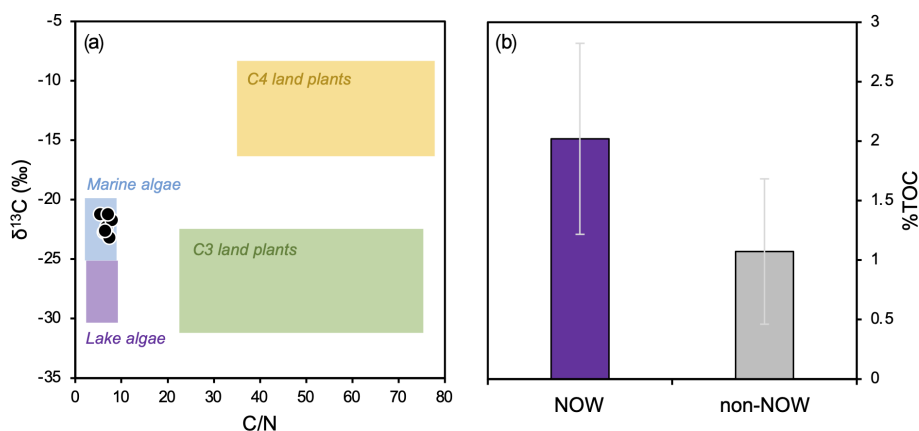 (a)
δ13C (‰)
-5
-10
-15
-20
-25
-30
-35
C4 land plants
Marine algae
C3 land plants
Lake algae
0
10
20
30
40
50
60
70
80
C/N
(b)
3
2.5
2
1.5
1
0.5
0
%TOC
NOW
non-NOW